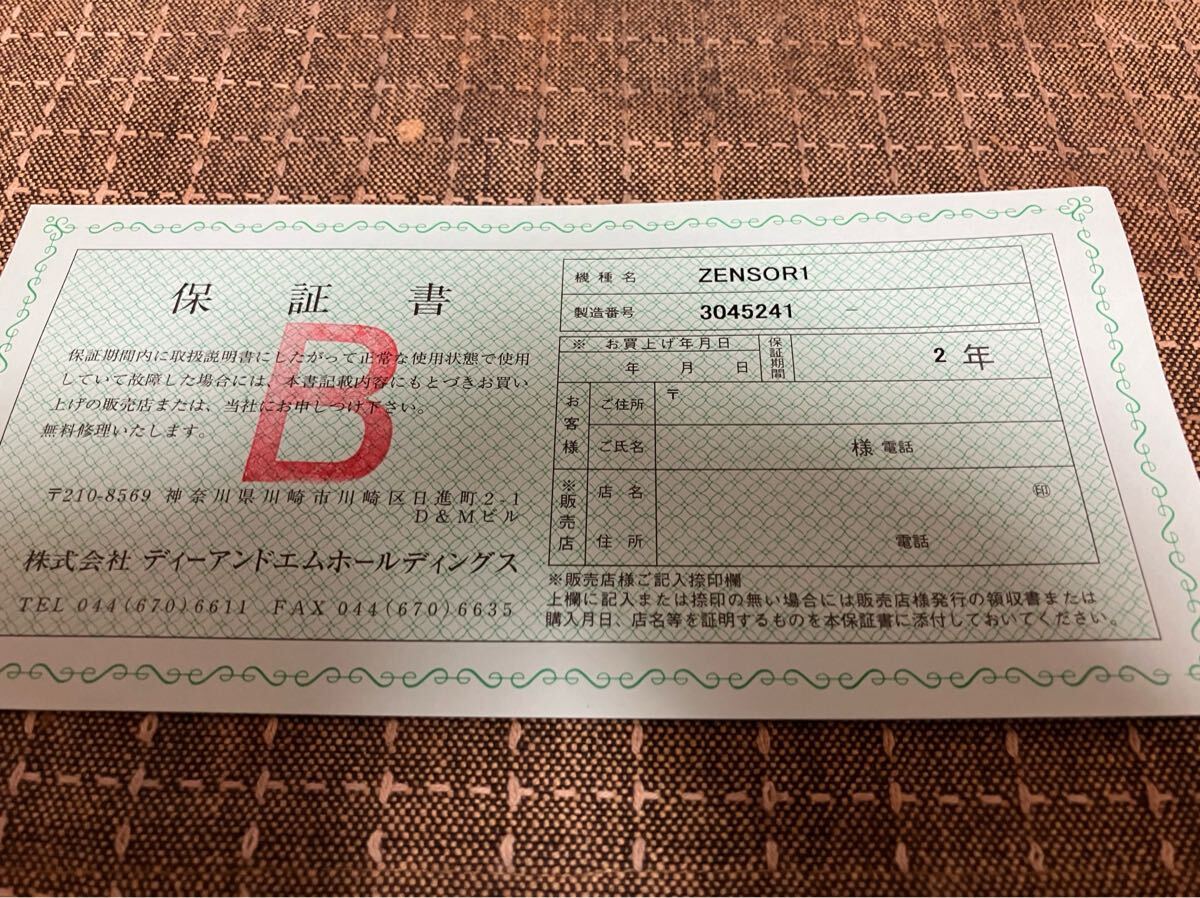 保証書
B
保証期間内に取扱説明書にしたがって正常な使用状態で使用
していて故障した場合には、本書記載内容にもとづきお買い
上げの販売店または、当社にお申しつけ下さい。
無料修理いたします。
〒210-8569 神奈川県川崎市川崎区日進町2-1
D&Mビル
株式会社 ディーアンドエムホールディングス
TEL 044(670)6611 FAX 044(670)6635
機種名 ZENSOR1
製造番号 3045241
※ お買上げ年月日
年 月 日
保証期間
2年
お客様
ご住所 〒
ご氏名 様 電話
※販売店
店名 印
住所 電話
※販売店様ご記入捺印欄
上欄に記入または捺印の無い場合には販売店様発行の領収書または
購入月日、店名等を証明するものを本保証書に添付しておいてください。